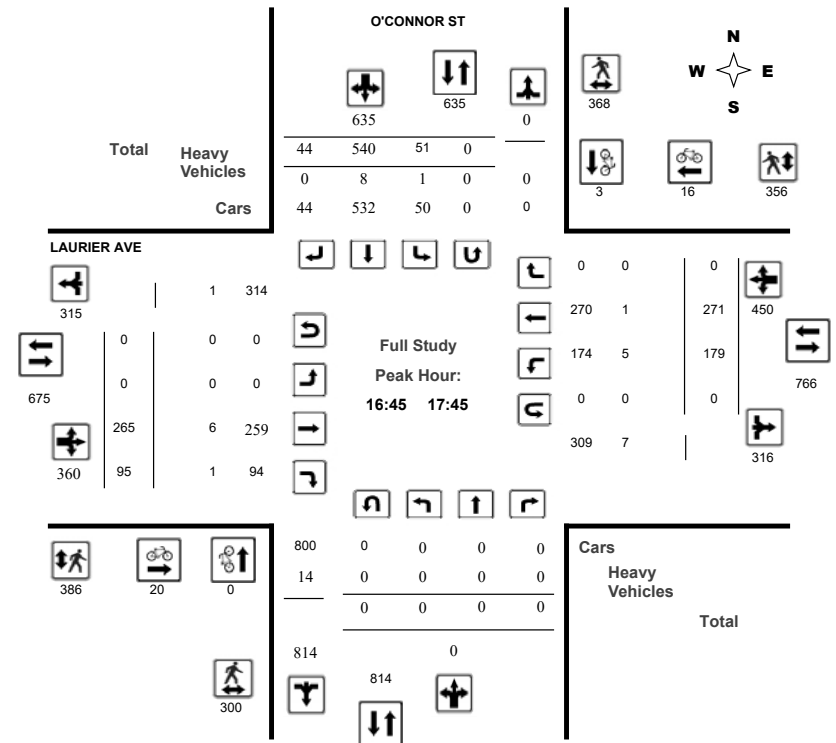 O'CONNOR ST
N
W E
S
635
368
635 0
Total Heavy Vehicles
44 540 51 0
0 8 1 0 0
Cars 44 532 50 0 0
3 16 356
LAURIER AVE
315 1 314
0 0 0
675
0 0 0
265 6 259
360 95 1 94
Full Study
Peak Hour:
16:45 17:45
0 0 0
270 1 271 450
174 5 179
766
0 0 0
309 7 316
386 20 0
300
800 0 0 0 0
14 0 0 0 0
0 0 0 0
814 0
814
Cars
Heavy
Vehicles
Total